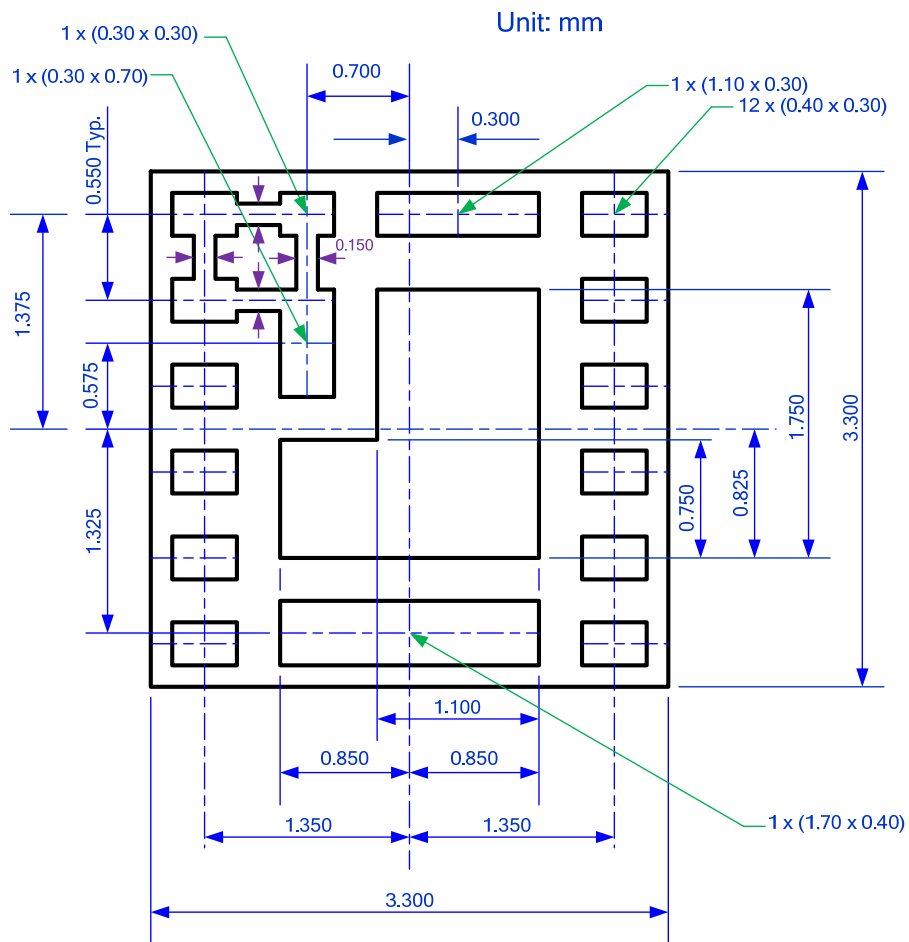 Unit: mm
1 x (0.30 x 0.30)
1 x (0.30 x 0.70)
0.700
1 x (1.10 x 0.30)
12 x (0.40 x 0.30)
0.300
0.550 Typ.
0.150
1.375
0.575
1.325
1.750
3.300
0.750
0.825
1.100
0.850
0.850
1.350
1.350
1 x (1.70 x 0.40)
3.300